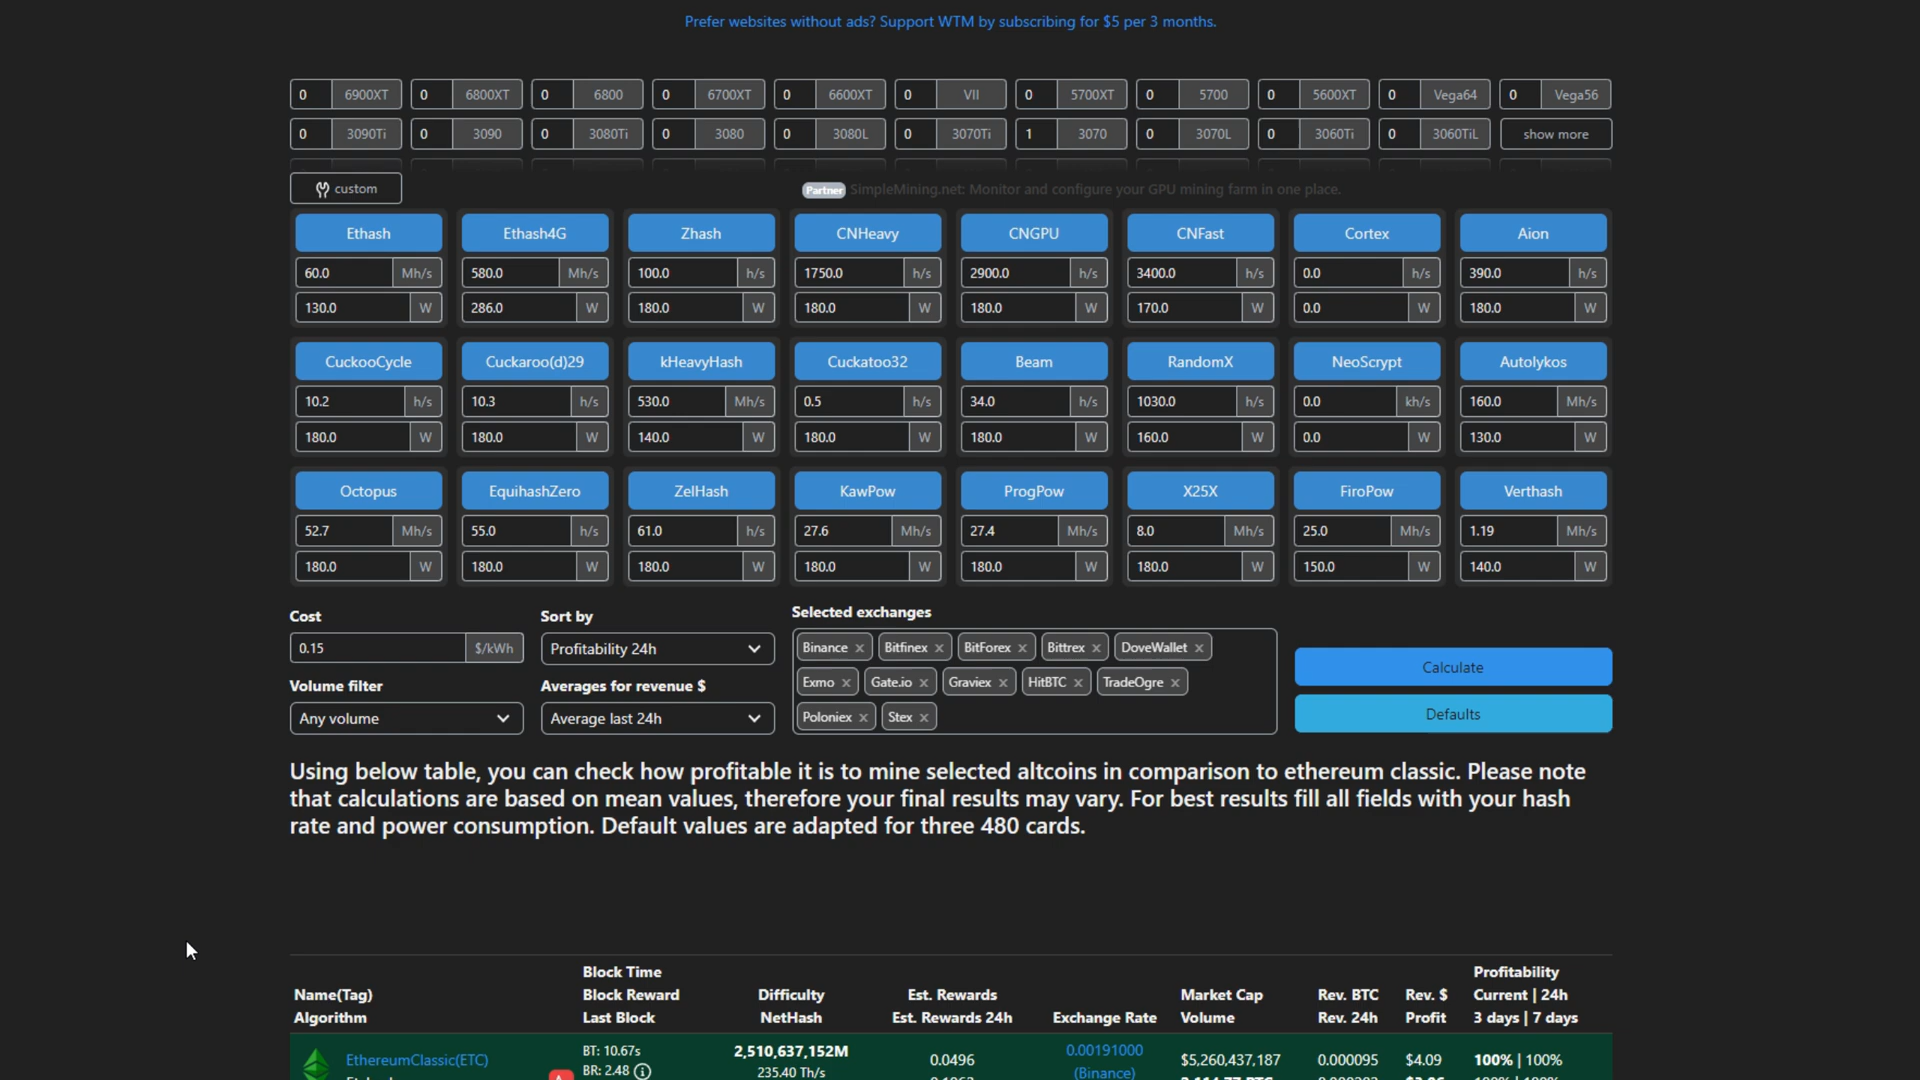 Prefer websites without ads? Support WTM by subscribing for $5 per 3 months.
0 6900XT 0 6800XT 0 6800 0 6700XT 0 6600XT 0 VII 0 5700XT 0 5700 0 5600XT 0 Vega64 0 Vega56
0 3090Ti 0 3090 0 3080Ti 0 3080 0 3080L 0 3070Ti 1 3070 0 3070L 0 3060Ti 0 3060TiL show more
custom Partner SimpleMining.net: Monitor and configure your GPU mining farm in one place.
Ethash Ethash4G Zhash CNHeavy CNGPU CNFast Cortex Aion
60.0 Mh/s 580.0 Mh/s 100.0 h/s 1750.0 h/s 2900.0 h/s 3400.0 h/s 0.0 h/s 390.0 h/s
130.0 W 286.0 W 180.0 W 180.0 W 180.0 W 170.0 W 0.0 W 180.0 W
CuckooCycle Cuckaroo(d)29 kHeavyHash Cuckatoo32 Beam RandomX NeoScrypt Autolykos
10.2 h/s 10.3 h/s 530.0 Mh/s 0.5 h/s 34.0 h/s 1030.0 h/s 0.0 kh/s 160.0 Mh/s
180.0 W 180.0 W 140.0 W 180.0 W 180.0 W 160.0 W 0.0 W 130.0 W
Octopus EquihashZero ZelHash KawPow ProgPow X25X FiroPow Verthash
52.7 Mh/s 55.0 h/s 61.0 h/s 27.6 Mh/s 27.4 Mh/s 8.0 Mh/s 25.0 Mh/s 1.19 Mh/s
180.0 W 180.0 W 180.0 W 180.0 W 180.0 W 180.0 W 150.0 W 140.0 W
Cost Sort by Selected exchanges
0.15 $/kWh Profitability 24h Binance × Bitfinex × BitForex × Bittrex × DoveWallet × Calculate
Volume filter Averages for revenue $ Exmo × Gate.io × Graviex × HitBTC × TradeOgre ×
Any volume Average last 24h Poloniex × Stex × Defaults
Using below table, you can check how profitable it is to mine selected altcoins in comparison to ethereum classic. Please note
that calculations are based on mean values, therefore your final results may vary. For best results fill all fields with your hash
rate and power consumption. Default values are adapted for three 480 cards.
Block Time Profitability
Name(Tag) Block Reward Difficulty Est. Rewards Market Cap Rev. BTC Rev. $ Current | 24h
Algorithm Last Block NetHash Est. Rewards 24h Exchange Rate Volume Rev. 24h Profit 3 days | 7 days
EthereumClassic(ETC) BT: 10.67s 2,510,637,152M 0.0496 0.00191000 $5,260,437,187 0.000095 $4.09 100% | 100%
BR: 2.48 235.40 Th/s (Binance)